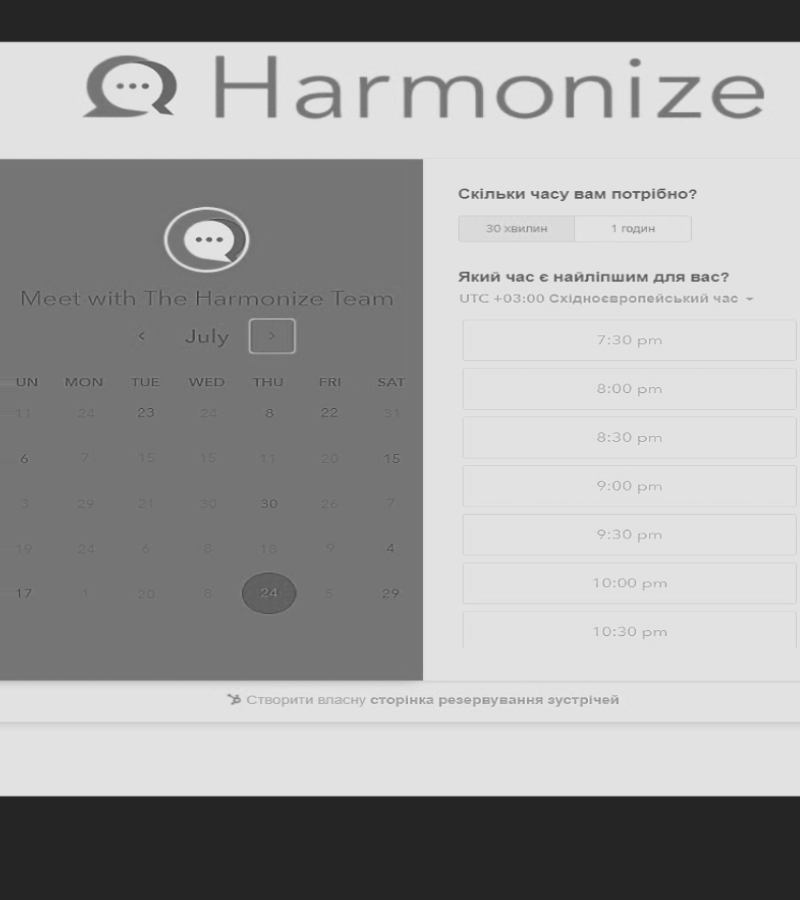 Harmonize
Meet with The Harmonize Team
July
UN MON TUE WED THU FRI SAT
11 24 23 24 8 22 31
6 7 15 15 11 20 15
3 29 21 30 30 26 7
19 24 6 8 18 9 4
17 1 20 8 24 5 29
Скільки часу вам потрібно?
30 хвилин 1 годин
Який час є найліпшим для вас?
UTC +03:00 Східноєвропейський час
7:30 pm
8:00 pm
8:30 pm
9:00 pm
9:30 pm
10:00 pm
10:30 pm
Створити власну сторінка резервування зустрічей